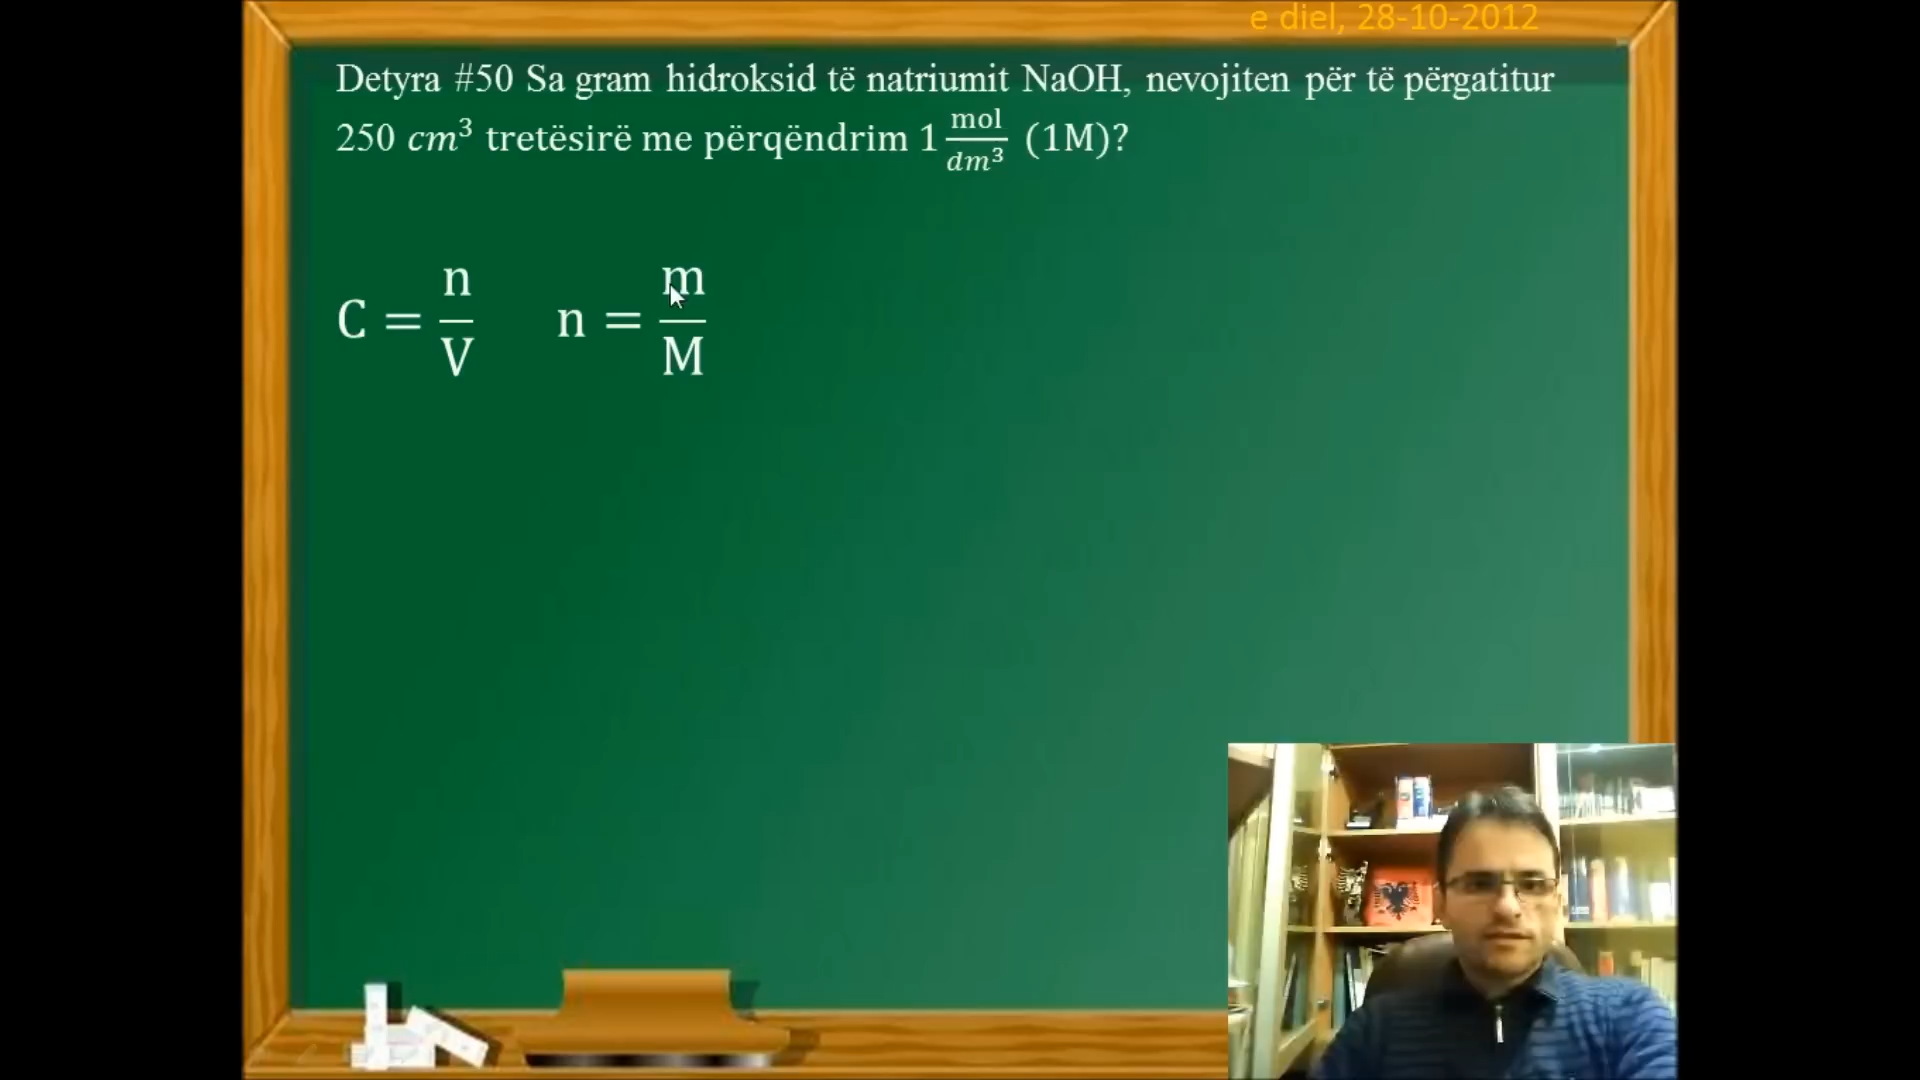 e diel, 28-10-2012
Detyra #50 Sa gram hidroksid të natriumit NaOH, nevojiten për të përgatitur
250 cm³ tretësirë me përqëndrim 1 mol/dm³ (1M)?
C = n/V n = m/M